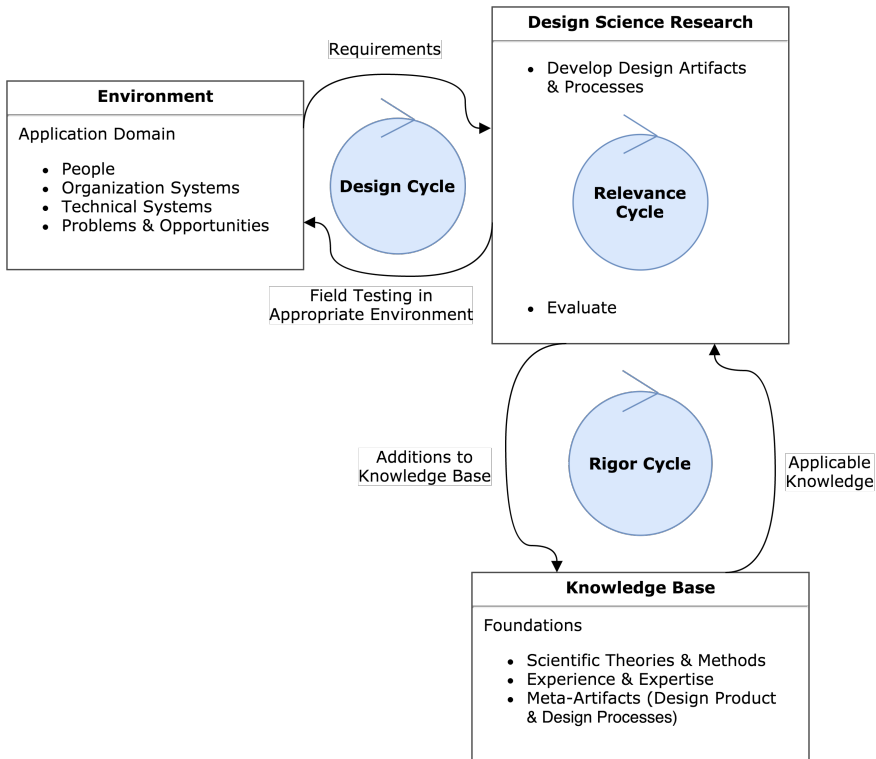 Design Science Research
• Develop Design Artifacts
& Processes
Relevance
Cycle
• Evaluate
Requirements
Environment
Application Domain
• People
• Organization Systems
• Technical Systems
• Problems & Opportunities
Design Cycle
Field Testing in
Appropriate Environment
Additions to
Knowledge Base
Rigor Cycle
Applicable
Knowledge
Knowledge Base
Foundations
• Scientific Theories & Methods
• Experience & Expertise
• Meta-Artifacts (Design Product
& Design Processes)